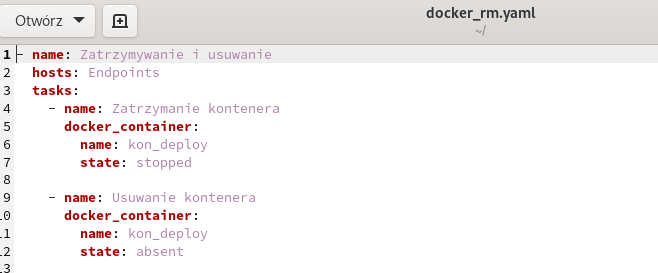 Otwórz
docker_rm.yaml
~/
1 - name: Zatrzymywanie i usuwanie
2 hosts: Endpoints
3 tasks:
4 - name: Zatrzymanie kontenera
5 docker_container:
6 name: kon_deploy
7 state: stopped
8
9 - name: Usuwanie kontenera
10 docker_container:
11 name: kon_deploy
12 state: absent
13